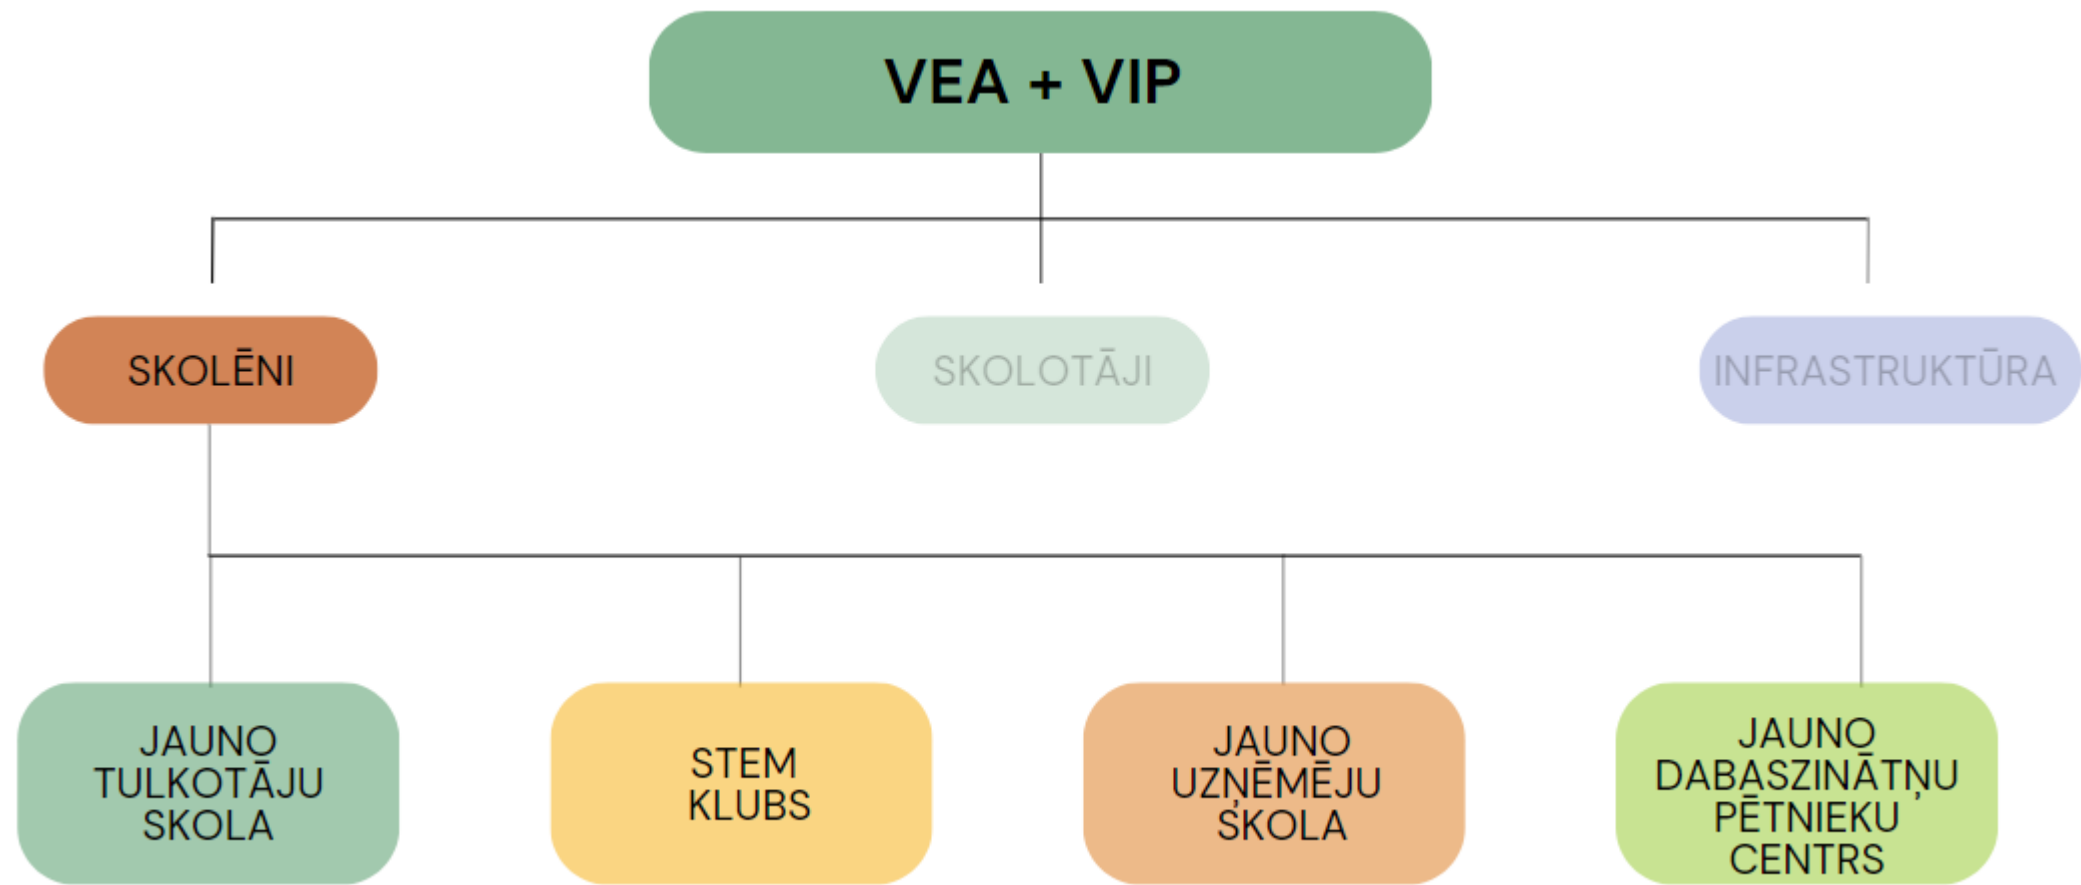 VEA + VIP
SKOLĒNI
SKOLOTĀJI
INFRASTRUKTŪRA
JAUNO
TULKOTĀJU
SKOLA
STEM
KLUBS
JAUNO
UZŅĒMĒJU
SKOLA
JAUNO
DABASZINĀTŅU
PĒTNIEKU
CENTRS